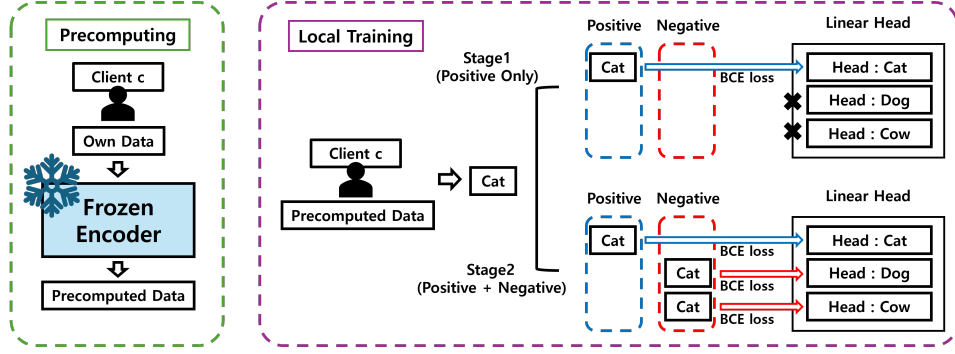 Precomputing
Client c
Own Data
Frozen
Encoder
Precomputed Data
Local Training
Client c
Precomputed Data
Cat
Stage1
(Positive Only)
Positive
Negative
Linear Head
Cat
BCE loss
Head : Cat
Head : Dog
Head : Cow
Stage2
(Positive + Negative)
Positive
Negative
Linear Head
Cat
BCE loss
Head : Cat
Cat
BCE loss
Head : Dog
Cat
BCE loss
Head : Cow